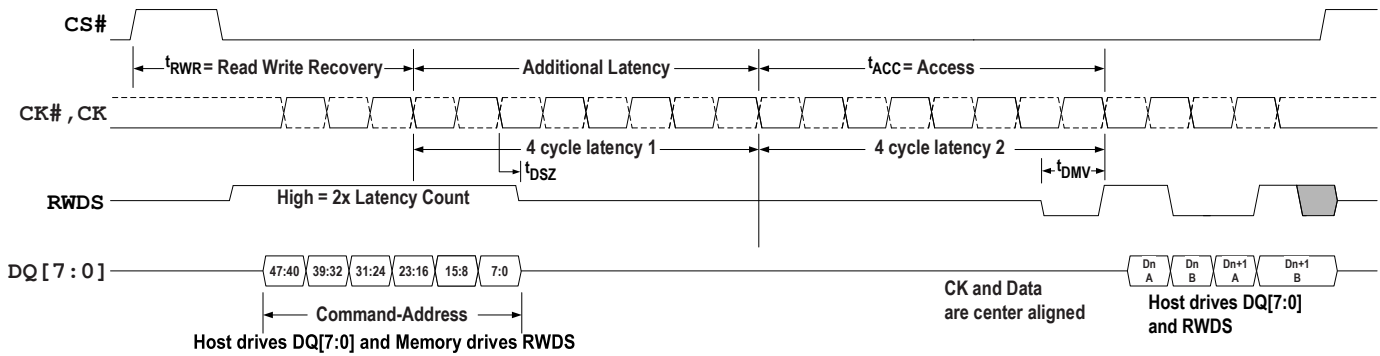 CS#
tRWR= Read Write Recovery
Additional Latency
tACC= Access
CK#,CK
4 cycle latency 1
4 cycle latency 2
tDSZ
tDMV
RWDS
High = 2x Latency Count
DQ[7:0]
47:40 39:32 31:24 23:16 15:8 7:0
Dn A
Dn B
Dn+1 A
Dn+1 B
Command-Address
CK and Data
are center aligned
Host drives DQ[7:0]
and RWDS
Host drives DQ[7:0] and Memory drives RWDS